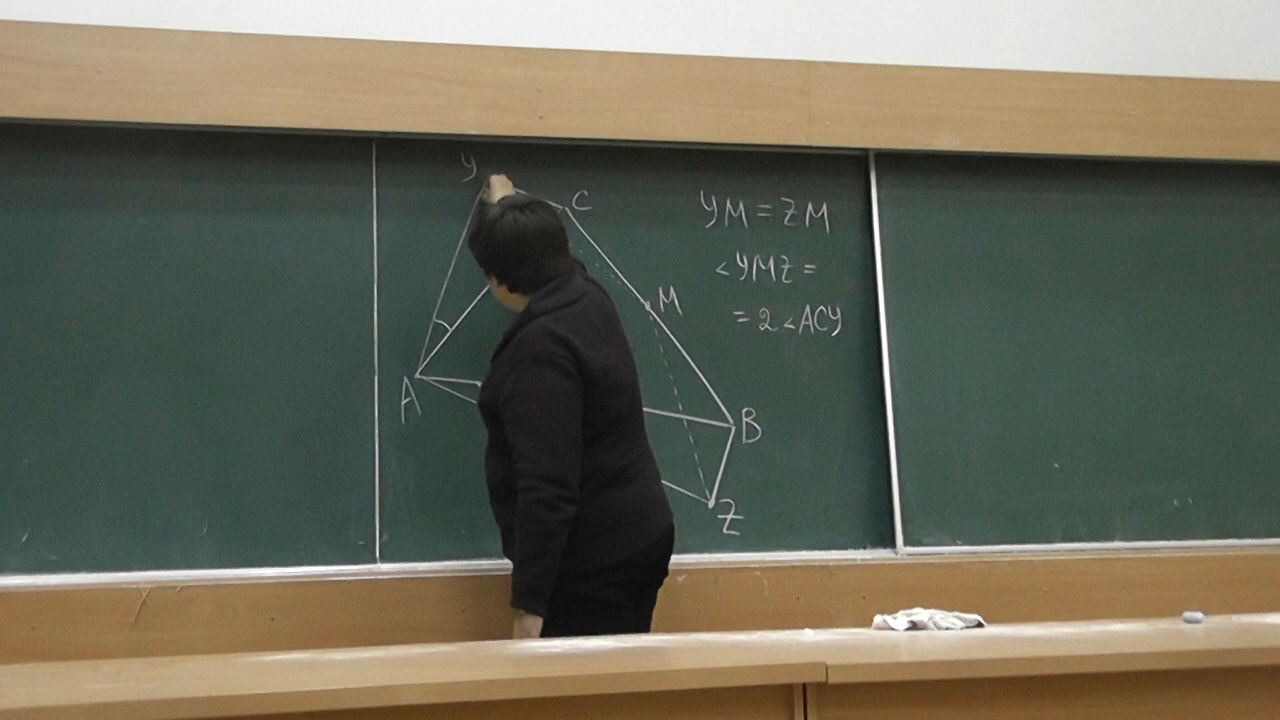 y
C
M
A
B
Z
YM = ZM
<YMZ =
= 2<ACY